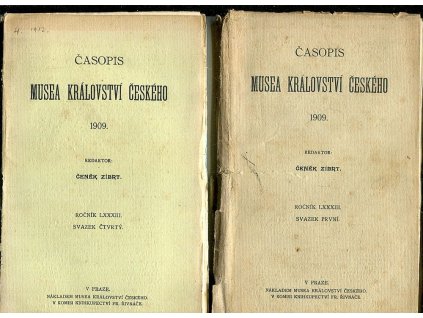 4. 1912.
ČASOPIS
MUSEA KRÁLOVSTVÍ ČESKÉHO
1909.
REDAKTOR:
ČENĚK ZÍBRT.
ROČNÍK LXXXIII.
SVAZEK ČTVRTÝ.
V PRAZE.
NÁKLADEM MUSEA KRÁLOVSTVÍ ČESKÉHO.
V KOMISI KNIHKUPECTVÍ FR. ŘIVNÁČE.
ČASOPIS
MUSEA KRÁLOVSTVÍ ČESKÉHO
1909.
REDAKTOR:
ČENĚK ZÍBRT.
ROČNÍK LXXXIII.
SVAZEK PRVNÍ.
V PRAZE.
NÁKLADEM MUSEA KRÁLOVSTVÍ ČESKÉHO.
V KOMISI KNIHKUPECTVÍ FR. ŘIVNÁČE.